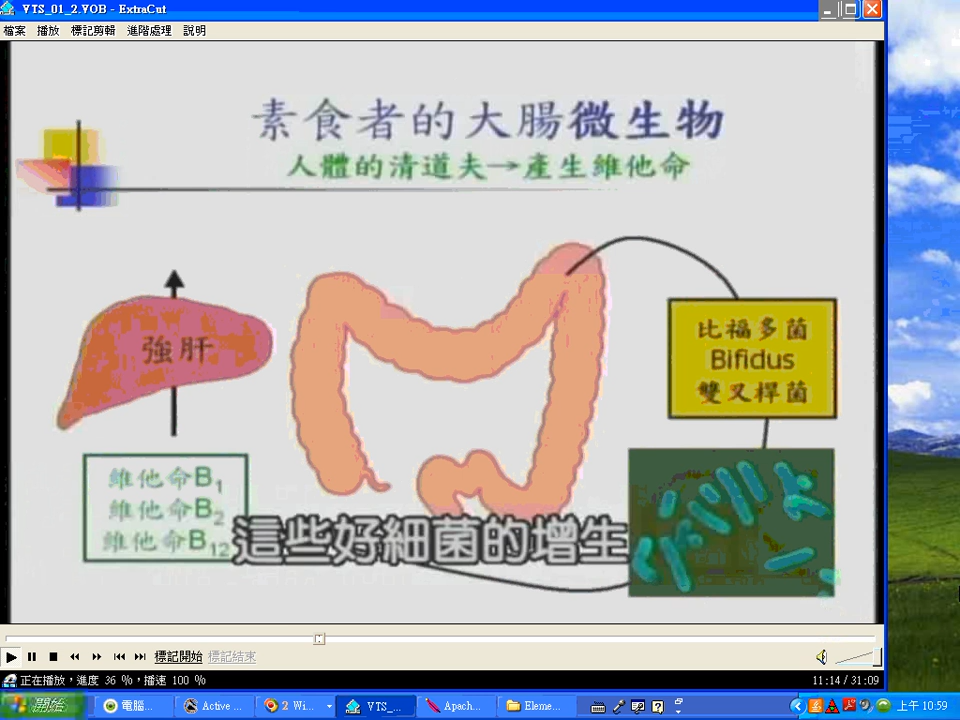 VTS_01_2.VOB - ExtraCut
檔案 播放 標記剪輯 進階處理 說明
素食者的大腸微生物
人體的清道夫→產生維他命
強肝
比福多菌
Bifidus
雙叉桿菌
維他命B1
維他命B2
維他命B12
這些好細菌的增生
標記開始 標記結束
正在播放，進度 36 %，播速 100 %
11:14 / 31:09
開始 電腦... Active ... 2 Wi... VTS_... Apach... Eleme... 上午 10:59